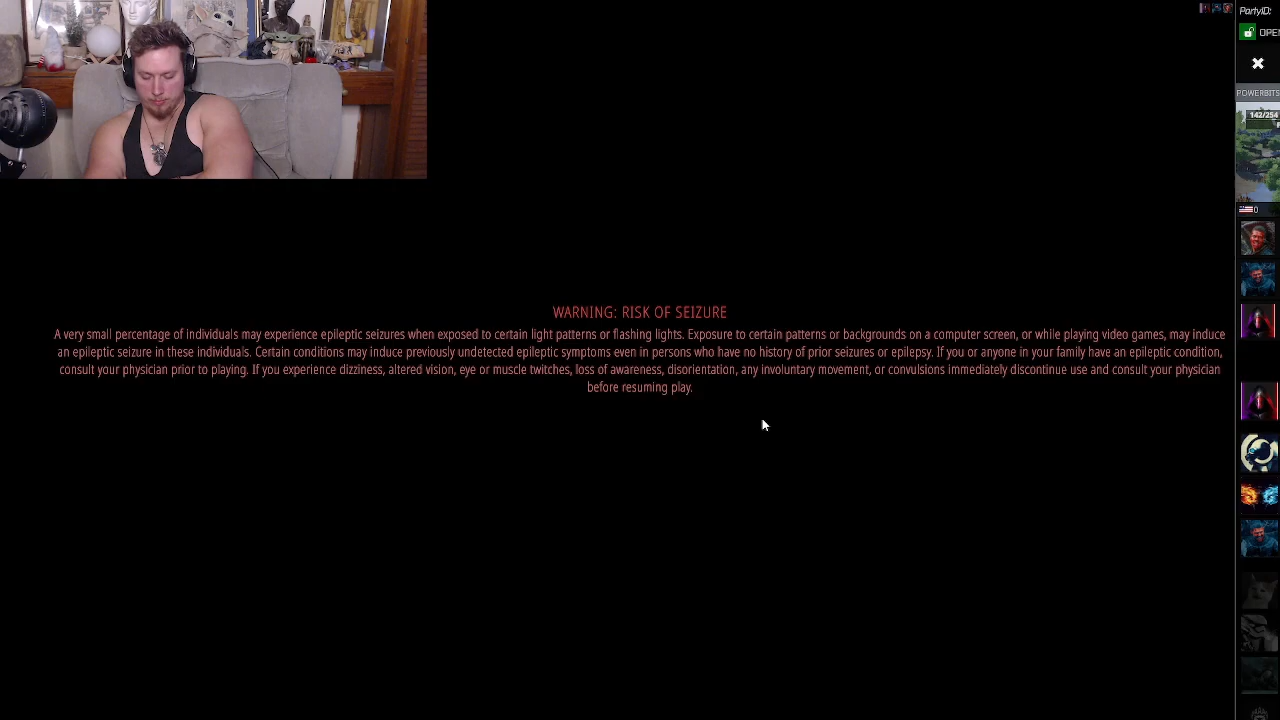 PartyID:
OPEN
POWERBITS
142/254
0
WARNING: RISK OF SEIZURE
A very small percentage of individuals may experience epileptic seizures when exposed to certain light patterns or flashing lights. Exposure to certain patterns or backgrounds on a computer screen, or while playing video games, may induce
an epileptic seizure in these individuals. Certain conditions may induce previously undetected epileptic symptoms even in persons who have no history of prior seizures or epilepsy. If you or anyone in your family have an epileptic condition,
consult your physician prior to playing. If you experience dizziness, altered vision, eye or muscle twitches, loss of awareness, disorientation, any involuntary movement, or convulsions immediately discontinue use and consult your physician
before resuming play.